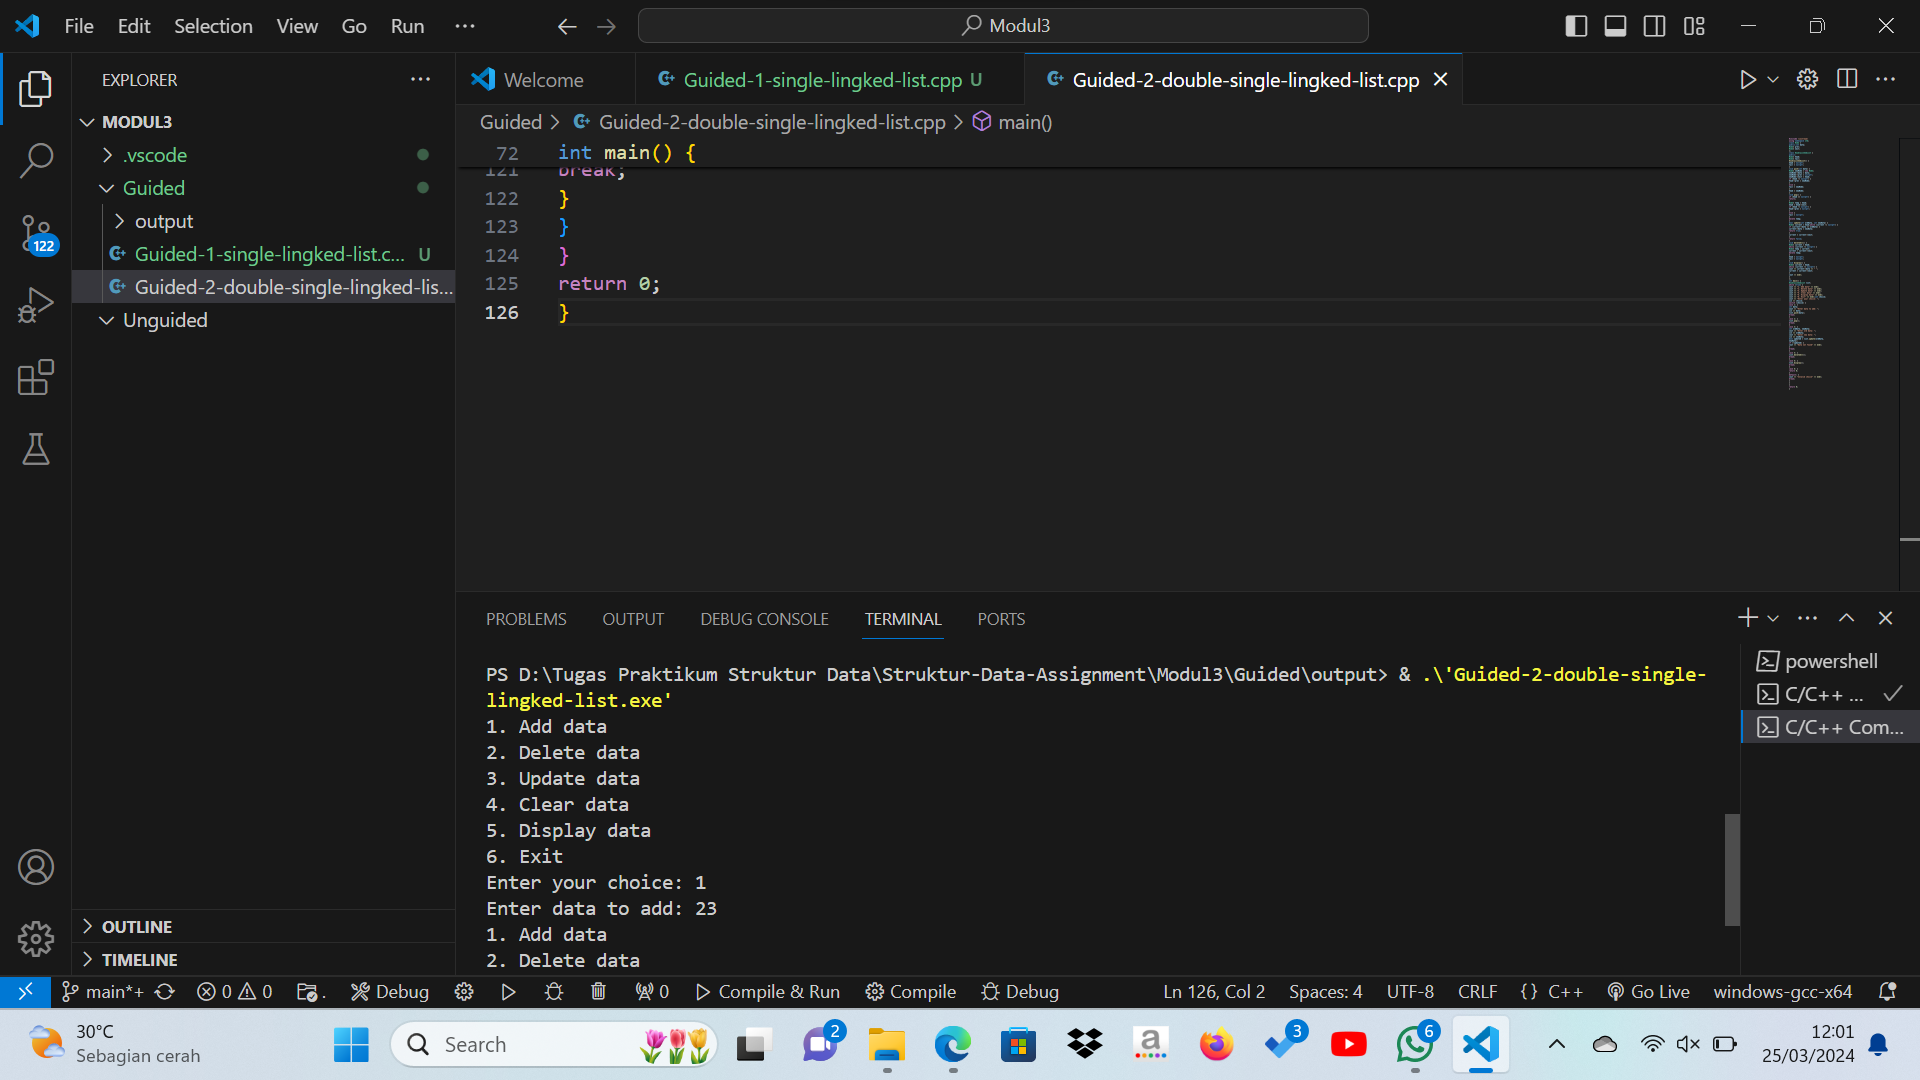 File Edit Selection View Go Run ...
Modul3
EXPLORER
MODUL3
.vscode
Guided
output
Guided-1-single-lingked-list.c... U
Guided-2-double-single-lingked-lis...
Unguided
OUTLINE
TIMELINE
122
Welcome
Guided-1-single-lingked-list.cpp U
Guided-2-double-single-lingked-list.cpp
Guided > Guided-2-double-single-lingked-list.cpp > main()
72 int main() {
121 break;
122 }
123 }
124 }
125 return 0;
126 }
PROBLEMS OUTPUT DEBUG CONSOLE TERMINAL PORTS
PS D:\Tugas Praktikum Struktur Data\Struktur-Data-Assignment\Modul3\Guided\output> & .\'Guided-2-double-single-
lingked-list.exe'
1. Add data
2. Delete data
3. Update data
4. Clear data
5. Display data
6. Exit
Enter your choice: 1
Enter data to add: 23
1. Add data
2. Delete data
powershell
C/C++ ...
C/C++ Com...
main*+ 0 0 . Debug 0 Compile & Run Compile Debug Ln 126, Col 2 Spaces: 4 UTF-8 CRLF {} C++ Go Live windows-gcc-x64
30°C
Sebagian cerah
Search
2
a
3
6
12:01
25/03/2024